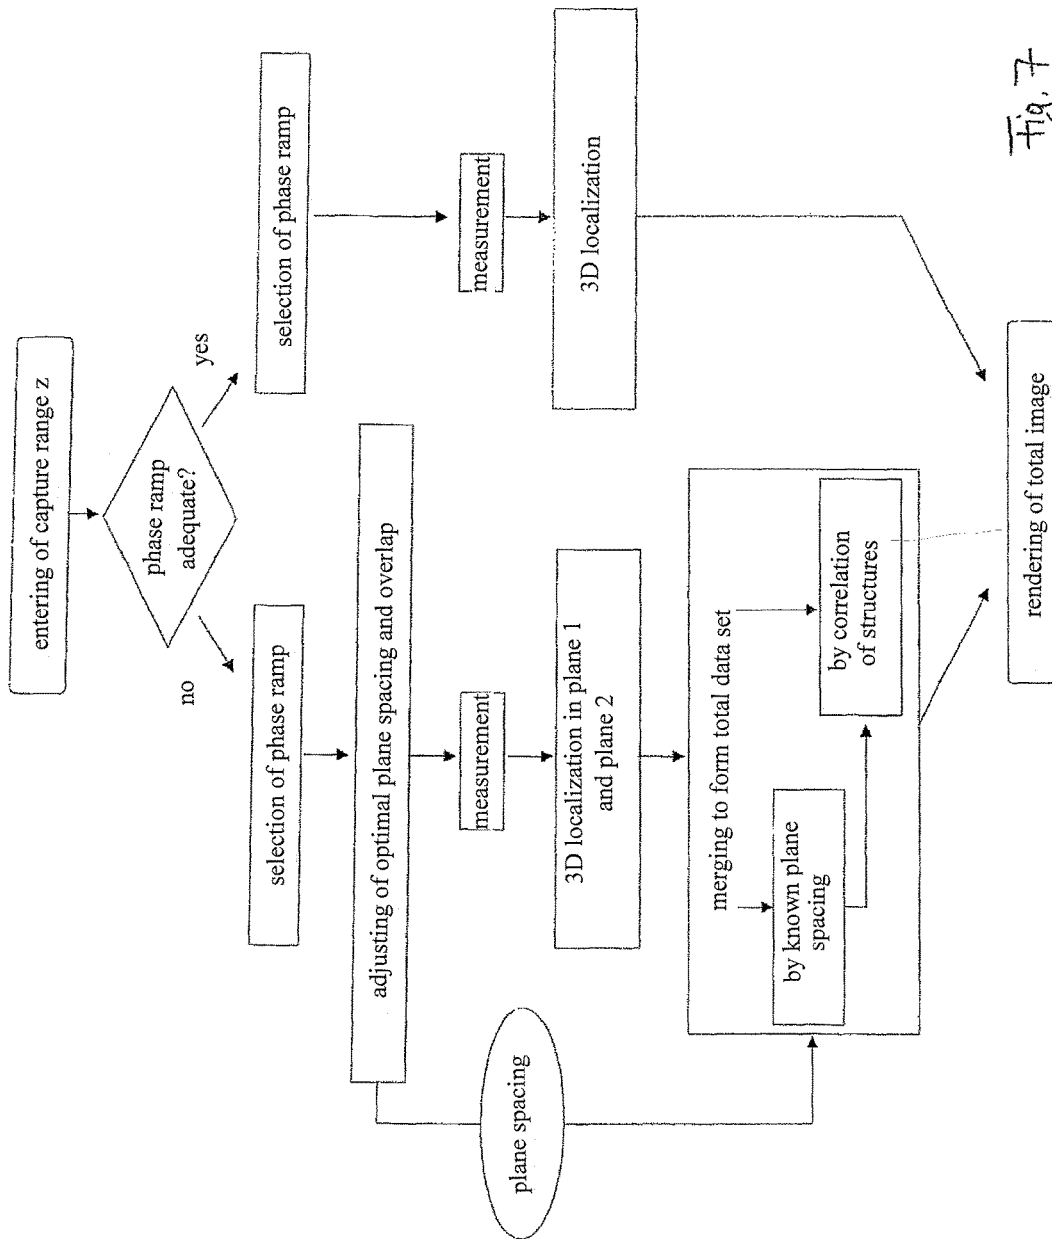 entering of capture range z
phase ramp
adequate?
no
yes
selection of phase ramp
selection of phase ramp
adjusting of optimal plane spacing and overlap
plane spacing
measurement
measurement
3D localization in plane 1
and plane 2
3D localization
merging to form total data set
by known plane
spacing
by correlation
of structures
rendering of total image
Fig. 7